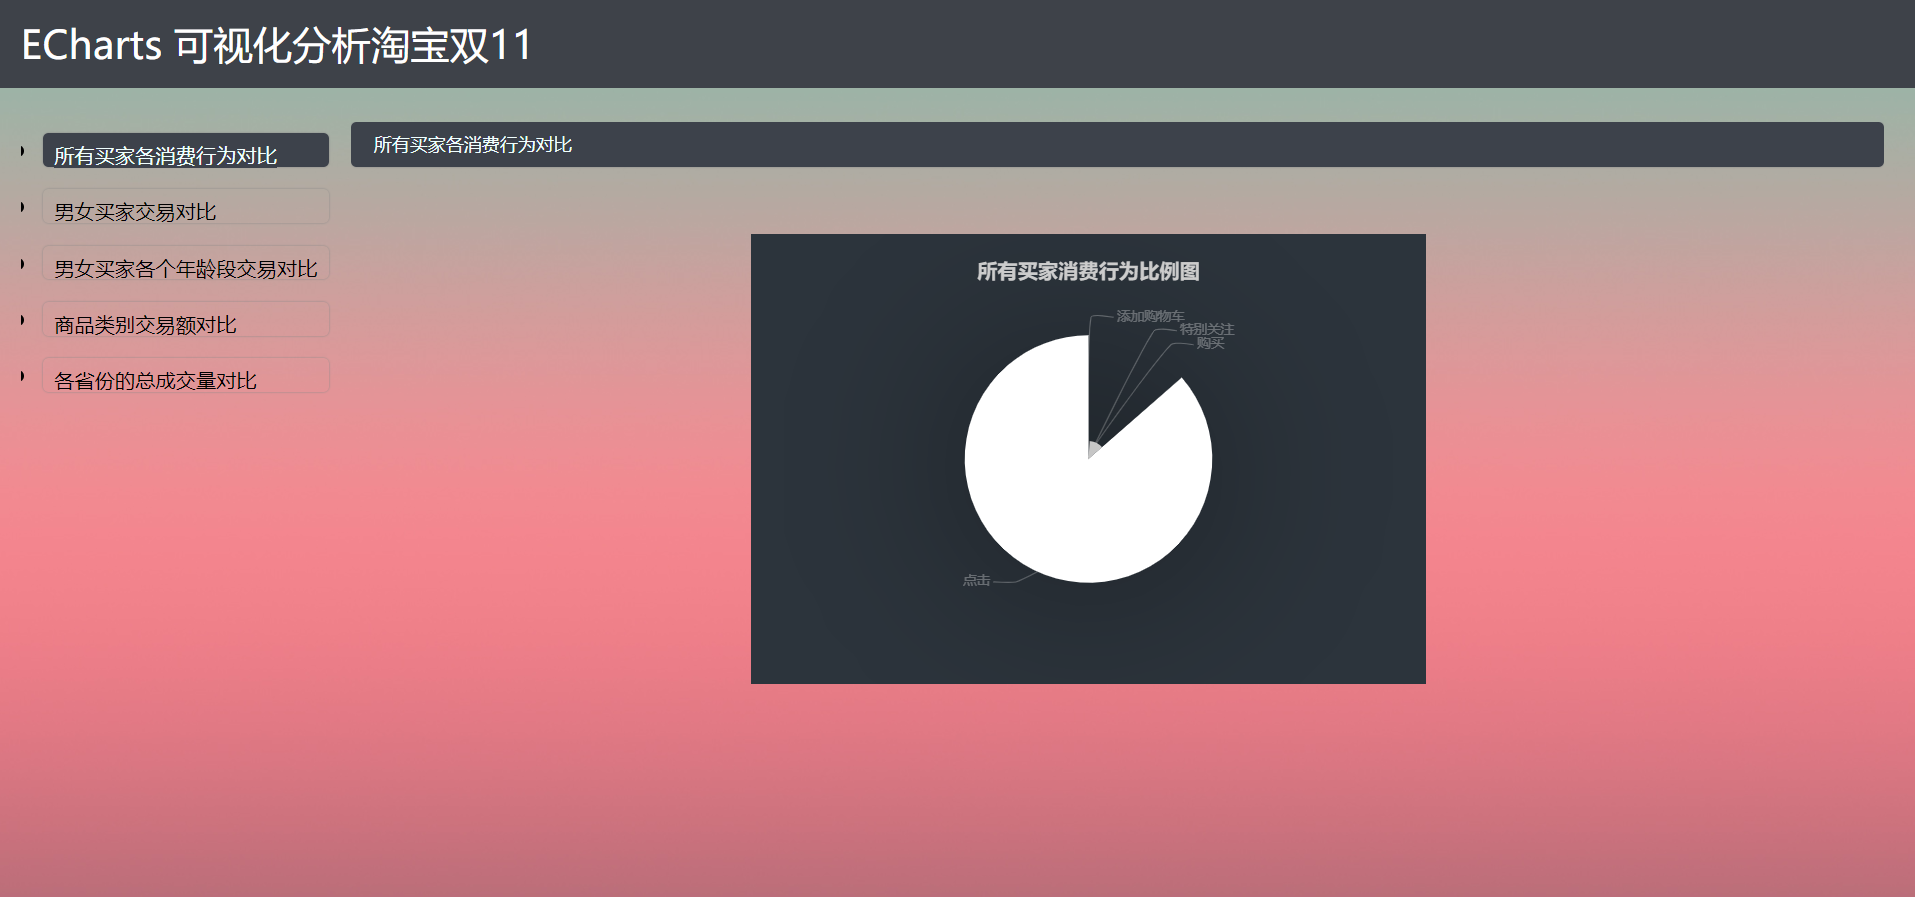 ECharts 可视化分析淘宝双11
所有买家各消费行为对比
男女买家交易对比
男女买家各个年龄段交易对比
商品类别交易额对比
各省份的总成交量对比
所有买家各消费行为对比
所有买家消费行为比例图
添加购物车
特别关注
购买
点击